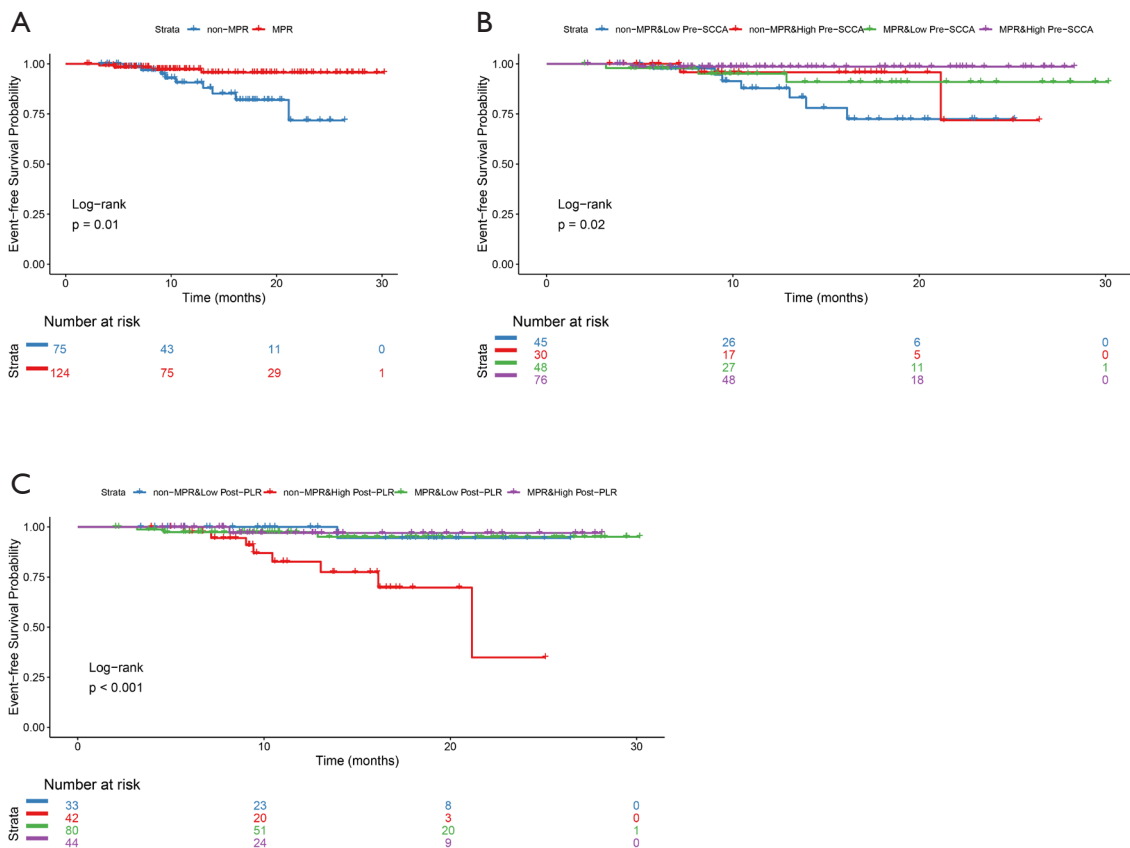 A
Strata non-MPR MPR
1.00
0.75
0.50
0.25
0.00
Event-free Survival Probability
Log-rank
p = 0.01
0 10 20 30
Time (months)
Number at risk
Strata
75 43 11 0
124 75 29 1
B
Strata non-MPR&Low Pre-SCCA non-MPR&High Pre-SCCA MPR&Low Pre-SCCA MPR&High Pre-SCCA
1.00
0.75
0.50
0.25
0.00
Event-free Survival Probability
Log-rank
p = 0.02
0 10 20 30
Time (months)
Number at risk
Strata
45 26 6 0
30 17 5 0
48 27 11 1
76 48 18 0
C
Strata non-MPR&Low Post-PLR non-MPR&High Post-PLR MPR&Low Post-PLR MPR&High Post-PLR
1.00
0.75
0.50
0.25
0.00
Event-free Survival Probability
Log-rank
p < 0.001
0 10 20 30
Time (months)
Number at risk
Strata
33 23 8 0
42 20 3 0
80 51 20 1
44 24 9 0